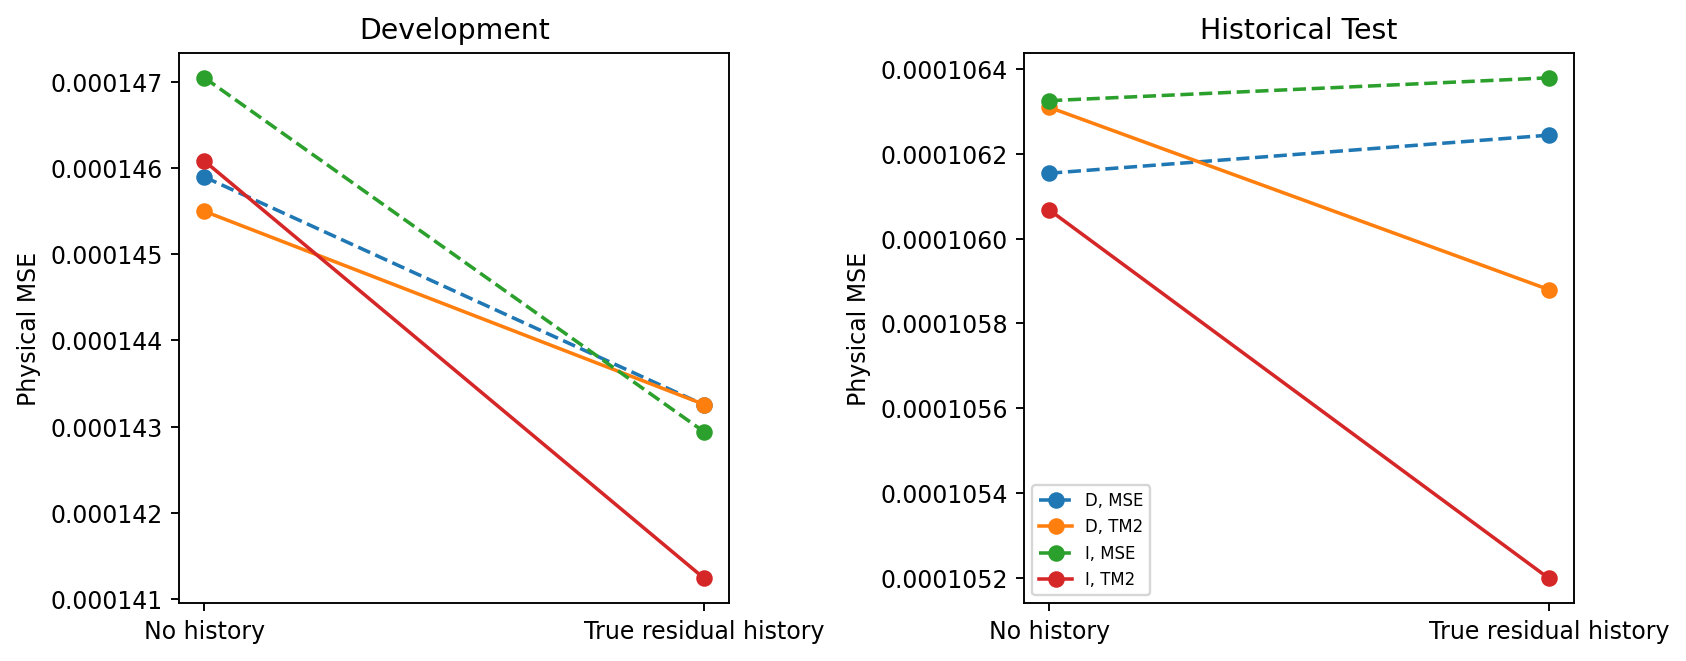 Development
Physical MSE
0.000147
0.000146
0.000145
0.000144
0.000143
0.000142
0.000141
No history
True residual history
Historical Test
Physical MSE
0.0001064
0.0001062
0.0001060
0.0001058
0.0001056
0.0001054
0.0001052
D, MSE
D, TM2
I, MSE
I, TM2
No history
True residual history